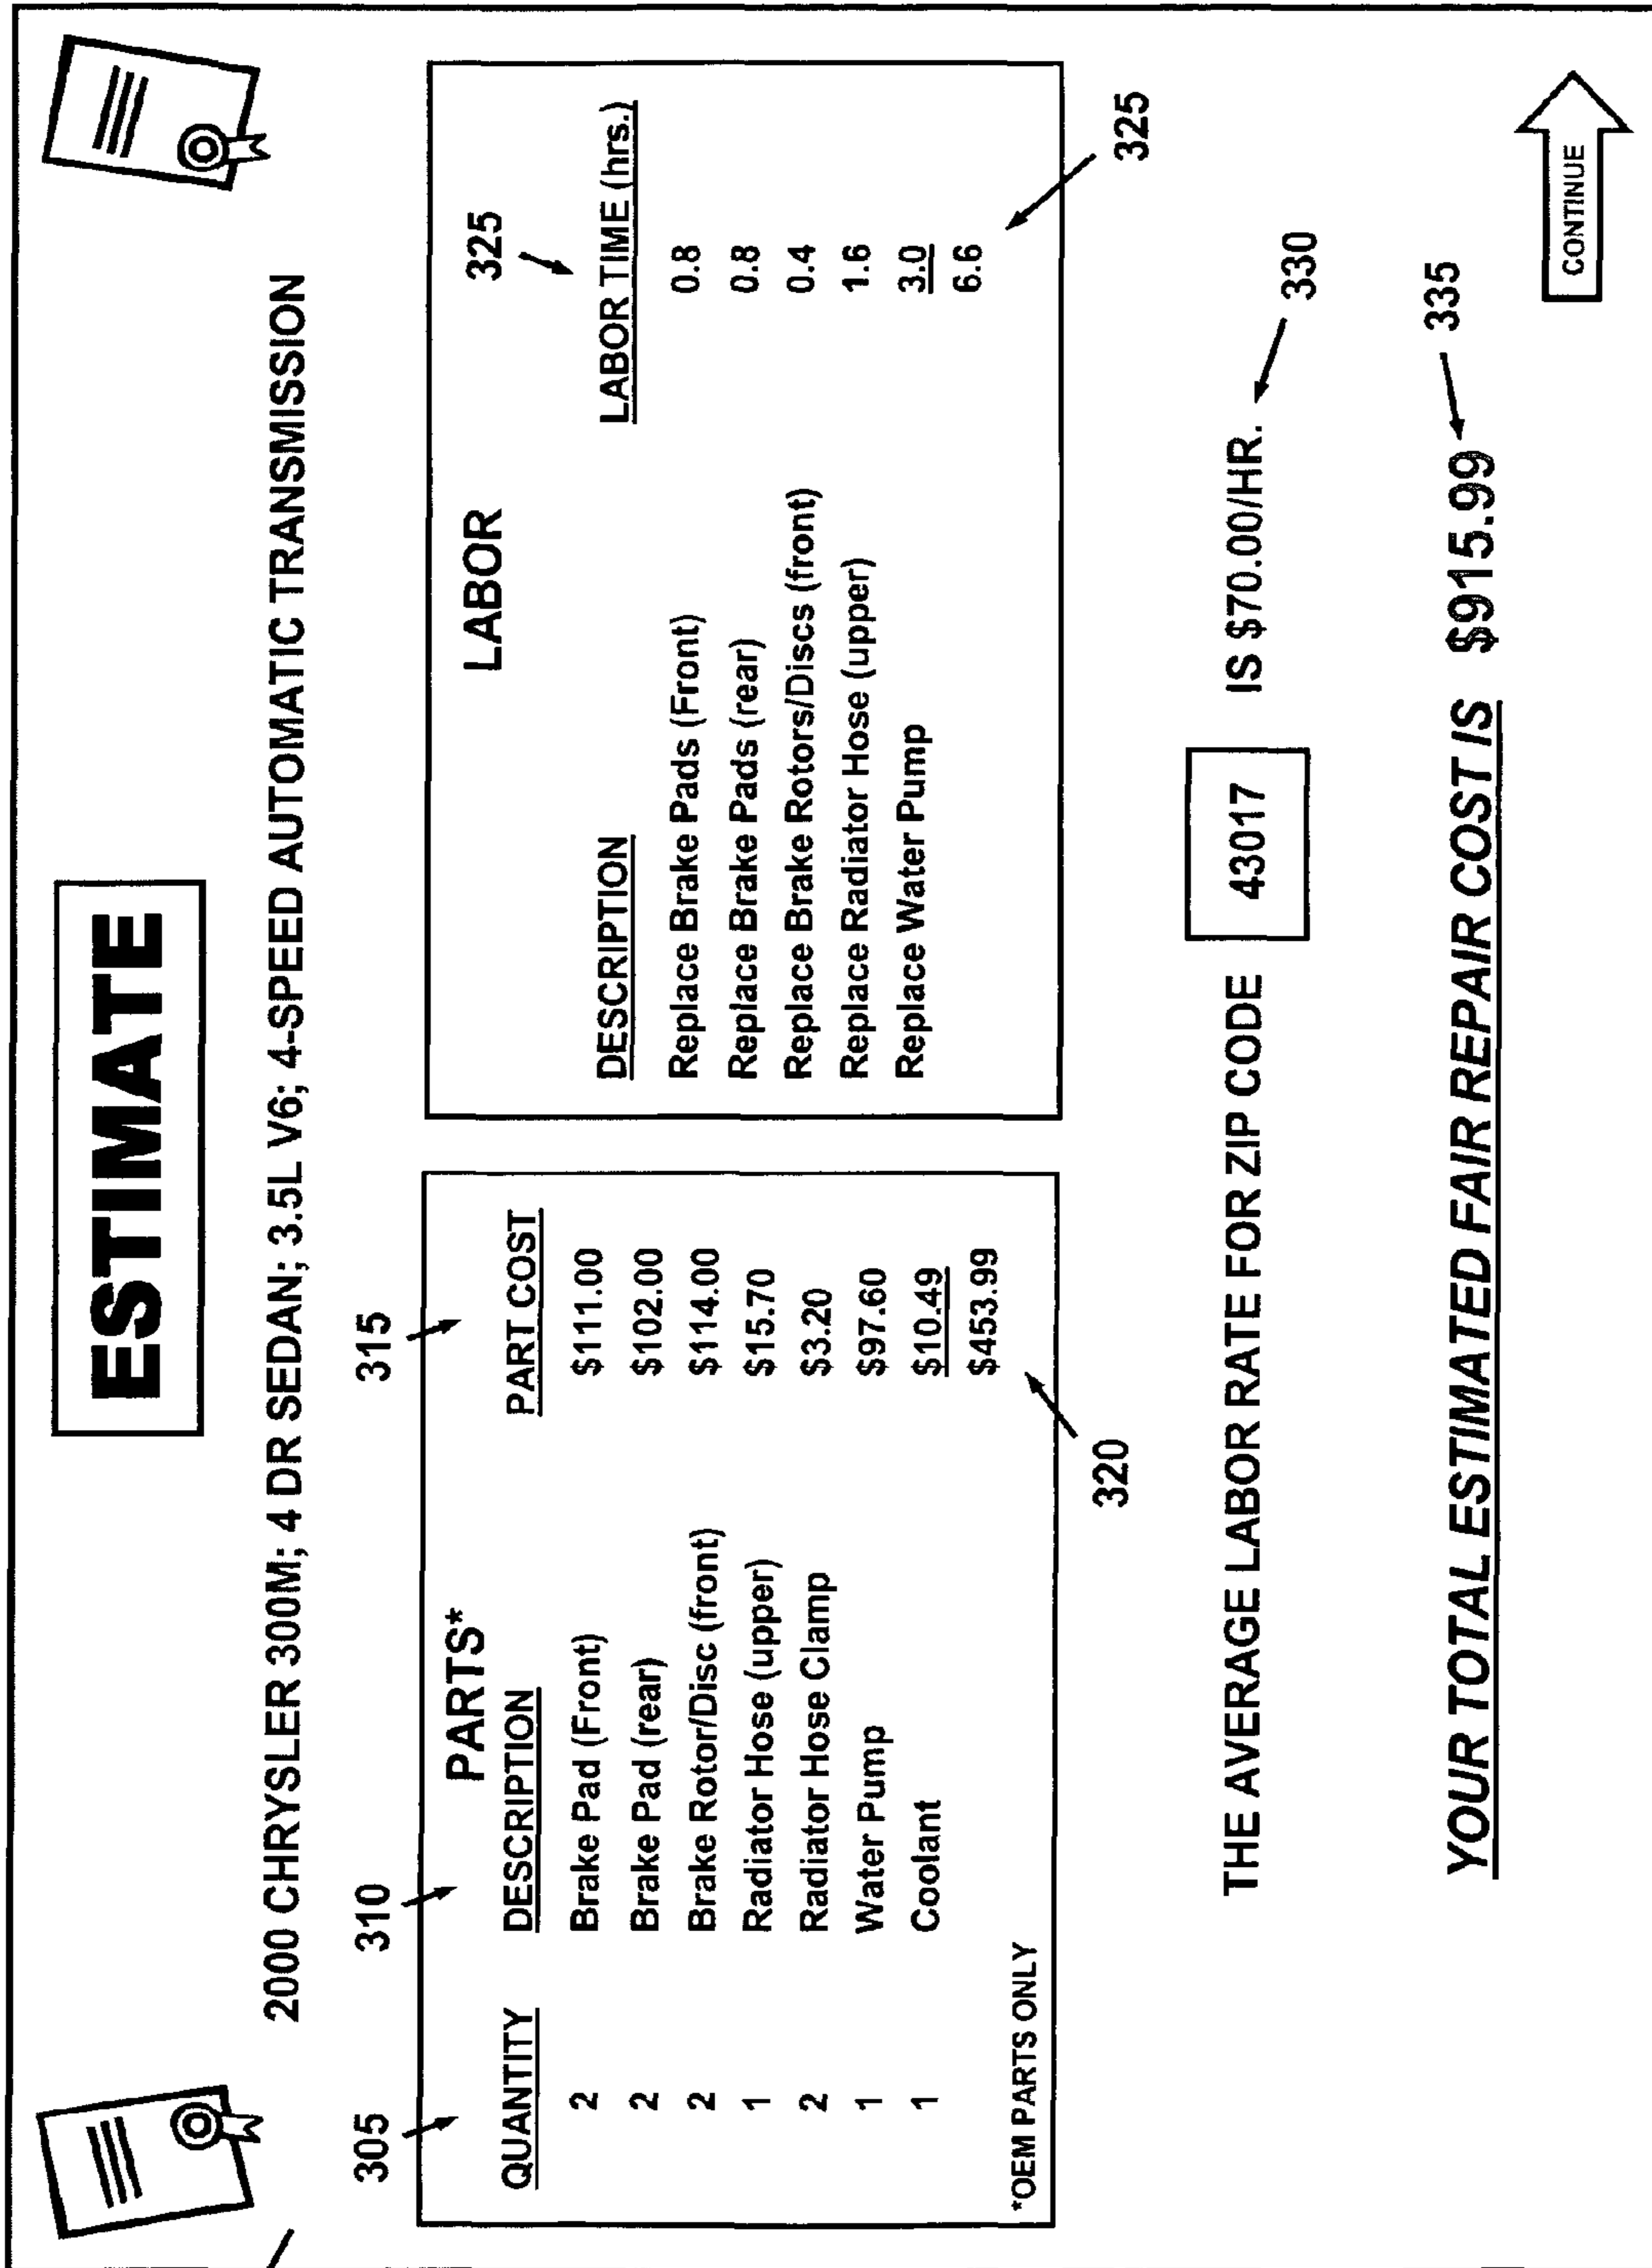 ESTIMATE
2000 CHRYSLER 300M; 4 DR SEDAN; 3.5L V6; 4-SPEED AUTOMATIC TRANSMISSION
305
310
315
PARTS*
QUANTITY DESCRIPTION PART COST
2 Brake Pad (Front) $111.00
2 Brake Pad (rear) $102.00
2 Brake Rotor/Disc (front) $114.00
1 Radiator Hose (upper) $15.70
2 Radiator Hose Clamp $3.20
1 Water Pump $97.60
1 Coolant $10.49
$453.99
*OEM PARTS ONLY
320
LABOR
325
DESCRIPTION LABOR TIME (hrs.)
Replace Brake Pads (Front) 0.8
Replace Brake Pads (rear) 0.8
Replace Brake Rotors/Discs (front) 0.4
Replace Radiator Hose (upper) 1.6
Replace Water Pump 3.0
6.6
325
THE AVERAGE LABOR RATE FOR ZIP CODE 43017 IS $70.00/HR. 330
YOUR TOTAL ESTIMATED FAIR REPAIR COST IS $915.99 335
CONTINUE